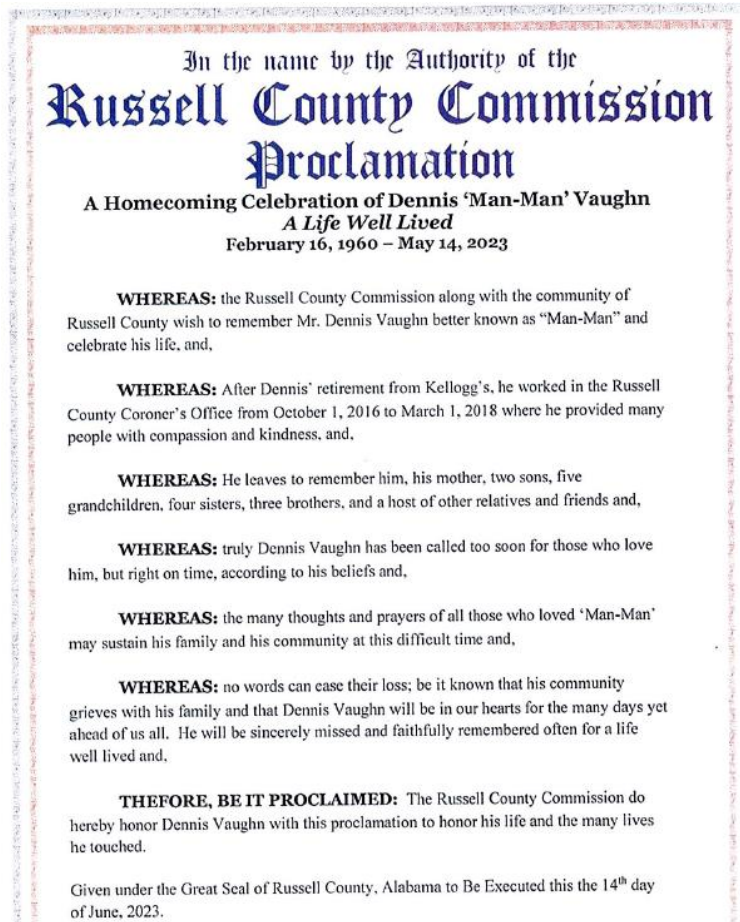 In the name by the Authority of the
Russell County Commission
Proclamation
A Homecoming Celebration of Dennis ‘Man-Man’ Vaughn
A Life Well Lived
February 16, 1960 – May 14, 2023
WHEREAS: the Russell County Commission along with the community of
Russell County wish to remember Mr. Dennis Vaughn better known as “Man-Man” and
celebrate his life, and,
WHEREAS: After Dennis’ retirement from Kellogg’s, he worked in the Russell
County Coroner’s Office from October 1, 2016 to March 1, 2018 where he provided many
people with compassion and kindness, and,
WHEREAS: He leaves to remember him, his mother, two sons, five
grandchildren, four sisters, three brothers, and a host of other relatives and friends and,
WHEREAS: truly Dennis Vaughn has been called too soon for those who love
him, but right on time, according to his beliefs and,
WHEREAS: the many thoughts and prayers of all those who loved ‘Man-Man’
may sustain his family and his community at this difficult time and,
WHEREAS: no words can ease their loss; be it known that his community
grieves with his family and that Dennis Vaughn will be in our hearts for the many days yet
ahead of us all. He will be sincerely missed and faithfully remembered often for a life
well lived and,
THEFORE, BE IT PROCLAIMED: The Russell County Commission do
hereby honor Dennis Vaughn with this proclamation to honor his life and the many lives
he touched.
Given under the Great Seal of Russell County, Alabama to Be Executed this the 14th day
of June, 2023.